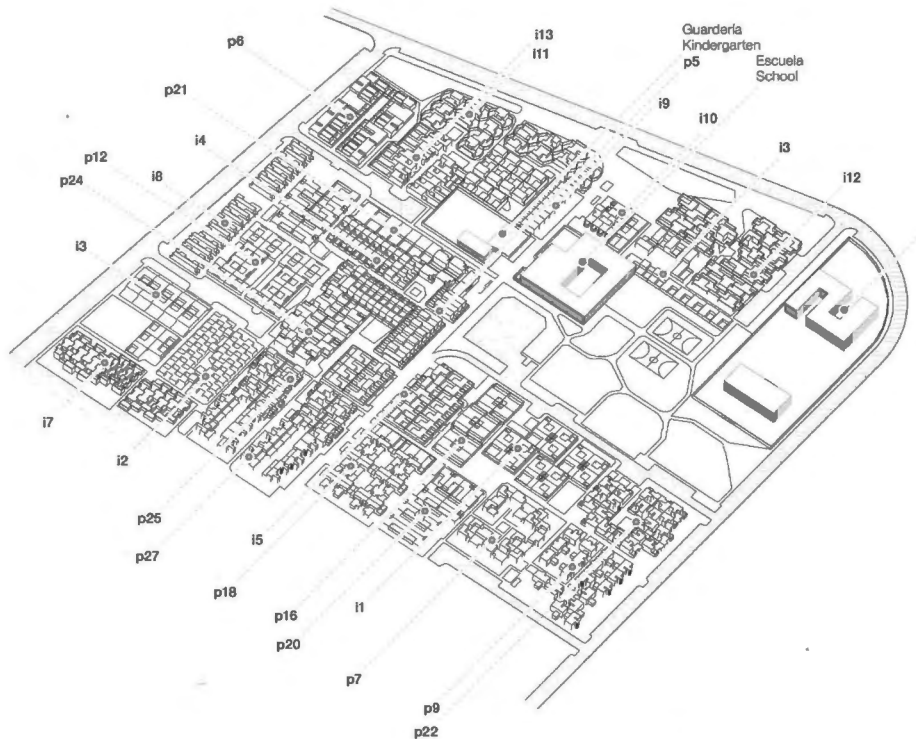 Guardería
Kindergarten
p5
Escuela
School
i13
i11
p6
p21
i9
i10
i4
i3
p12
i8
i12
p24
i3
i7
i2
p25
i5
p27
p18
p16
i1
p20
p7
p9
p22